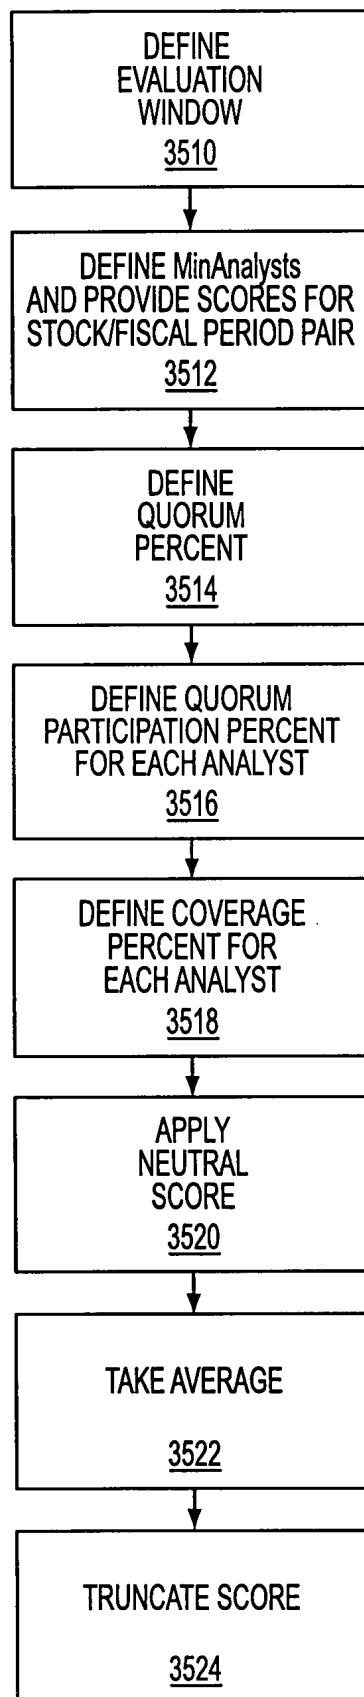 DEFINE
EVALUATION
WINDOW
3510
DEFINE MinAnalysts
AND PROVIDE SCORES FOR
STOCK/FISCAL PERIOD PAIR
3512
DEFINE
QUORUM
PERCENT
3514
DEFINE QUORUM
PARTICIPATION PERCENT
FOR EACH ANALYST
3516
DEFINE COVERAGE
PERCENT FOR
EACH ANALYST
3518
APPLY
NEUTRAL
SCORE
3520
TAKE AVERAGE
3522
TRUNCATE SCORE
3524